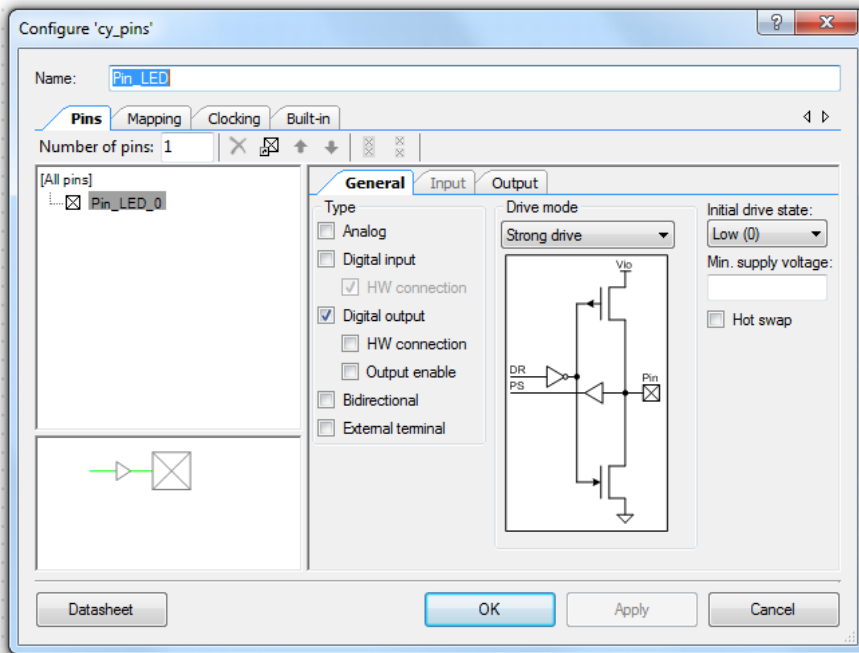 Configure 'cy_pins'
Name: Pin_LED
Pins Mapping Clocking Built-in
Number of pins: 1
[All pins]
Pin_LED_0
General Input Output
Type
Analog
Digital input
HW connection
Digital output
HW connection
Output enable
Bidirectional
External terminal
Drive mode
Strong drive
Vio
DR
PS
Pin
Initial drive state:
Low (0)
Min. supply voltage:
Hot swap
Datasheet OK Apply Cancel